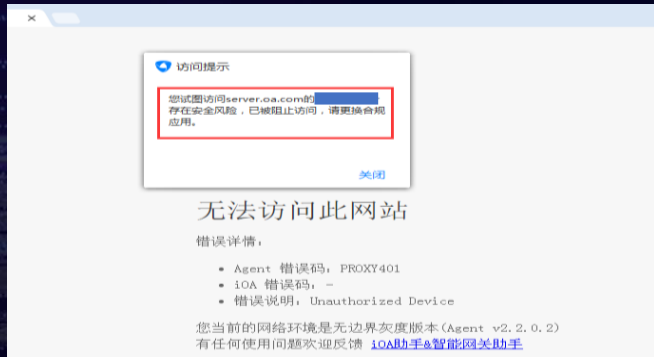 访问提示
您试图访问server.oa.com的
存在安全风险，已被阻止访问，请更换合规
应用。
关闭
无法访问此网站
错误详情：
• Agent 错误码：PROXY401
• iOA 错误码：-
• 错误说明：Unauthorized Device
您当前的网络环境是无边界灰度版本(Agent v2.2.0.2)
有任何使用问题欢迎反馈 iOA助手&智能网关助手